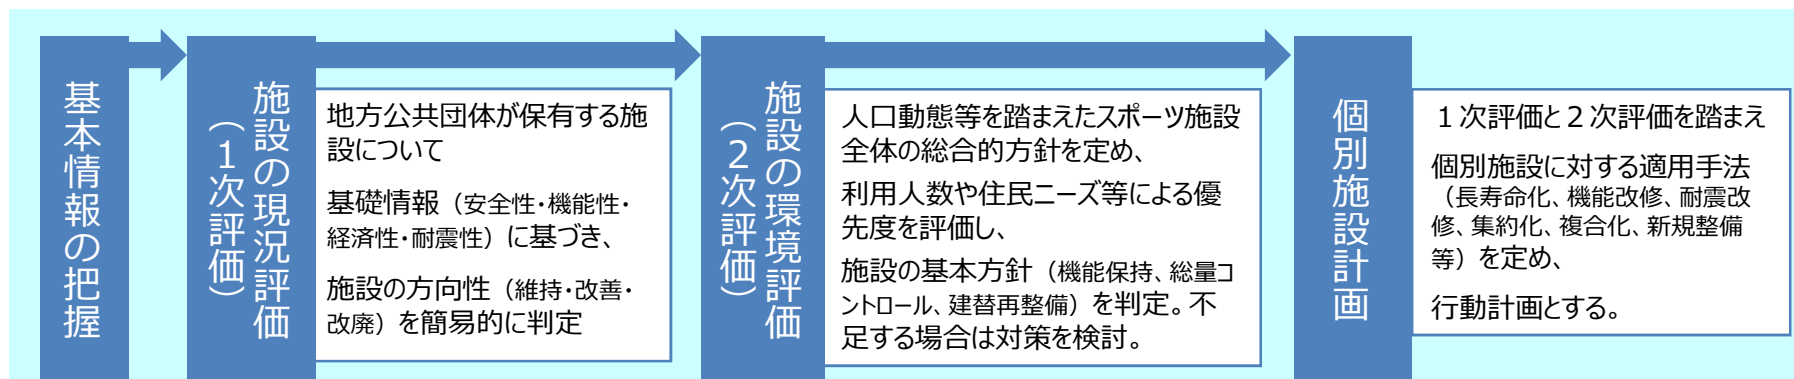 基本情報の把握
施設の現況評価
（１次評価）
地方公共団体が保有する施
設について
基礎情報（安全性・機能性・
経済性・耐震性）に基づき、
施設の方向性（維持・改善・
改廃）を簡易的に判定
施設の環境評価
（２次評価）
人口動態等を踏まえたスポーツ施設
全体の総合的方針を定め、
利用人数や住民ニーズ等による優
先度を評価し、
施設の基本方針（機能保持、総量コ
ントロール、建替再整備）を判定。不
足する場合は対策を検討。
個別施設計画
１次評価と２次評価を踏まえ
個別施設に対する適用手法
（長寿命化、機能改修、耐震改
修、集約化、複合化、新規整備
等）を定め、
行動計画とする。